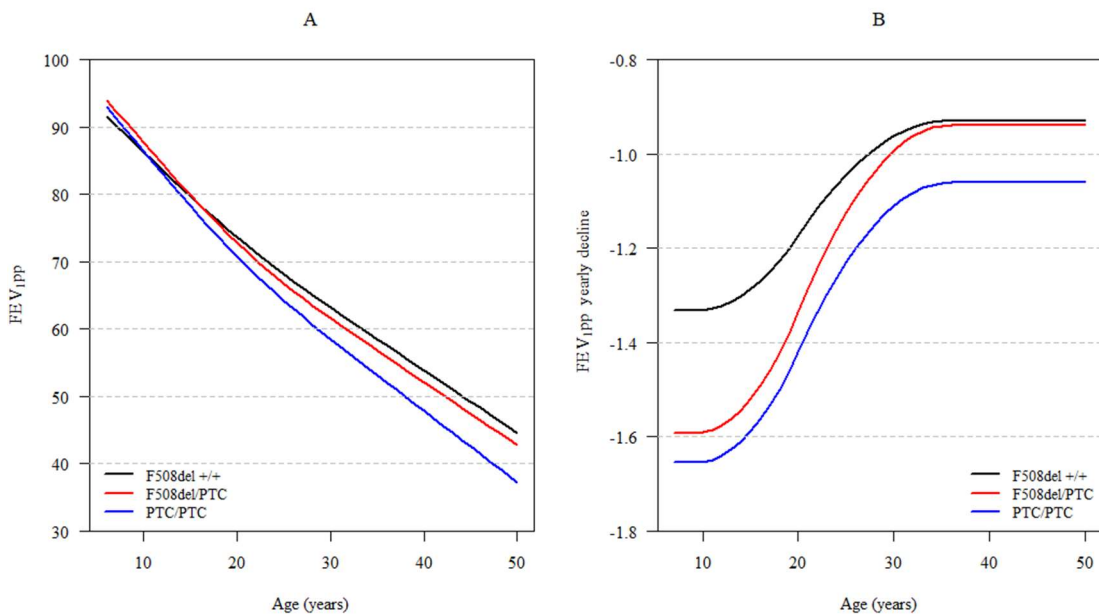 A
FEV₁pp
100
90
80
70
60
50
40
30
F508del +/+
F508del/PTC
PTC/PTC
10
20
30
40
50
Age (years)
B
FEV₁pp yearly decline
-0.8
-1.0
-1.2
-1.4
-1.6
-1.8
F508del +/+
F508del/PTC
PTC/PTC
10
20
30
40
50
Age (years)